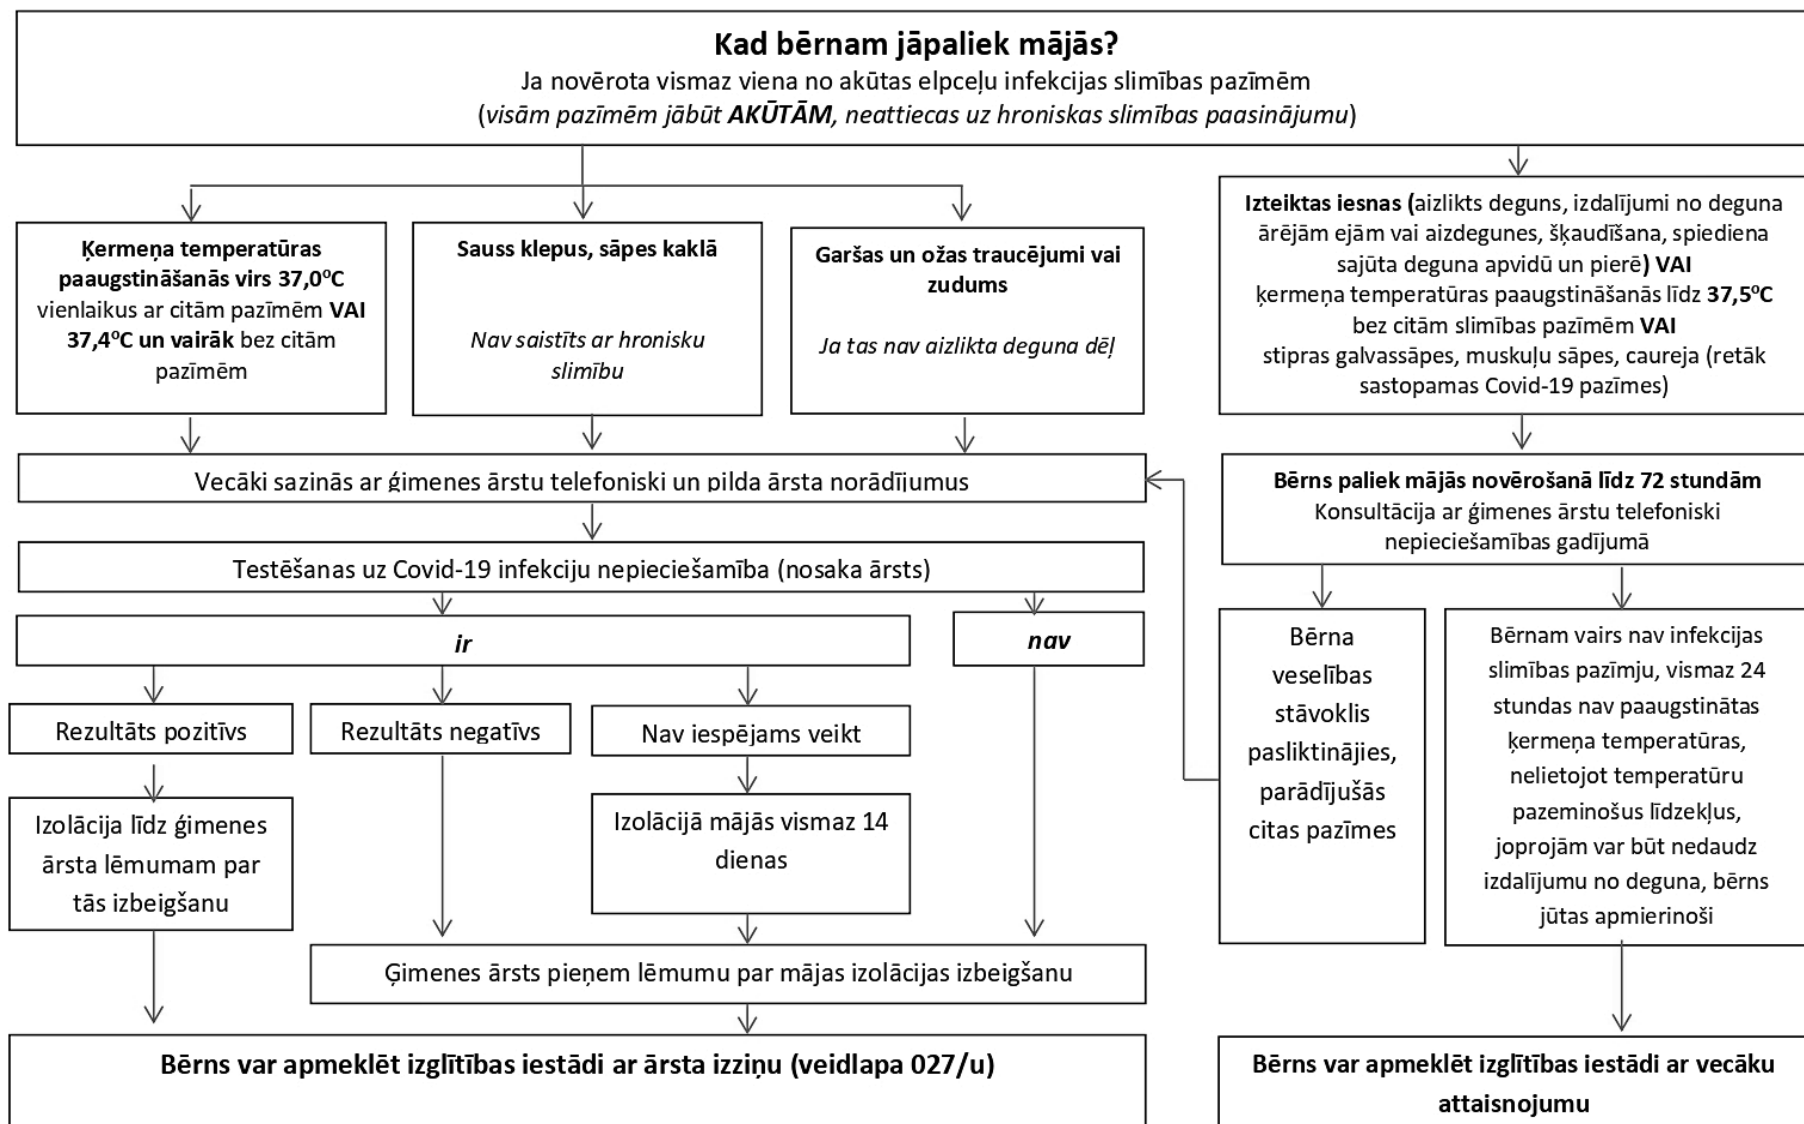 Kad bērnam jāpaliek mājās?
Ja novērota vismaz viena no akūtas elpceļu infekcijas slimības pazīmēm
(visām pazīmēm jābūt AKŪTĀM, neattiecas uz hroniskas slimības paasinājumu)
Ķermeņa temperatūras
paaugstināšanās virs 37,0°C
vienlaikus ar citām pazīmēm VAI
37,4°C un vairāk bez citām
pazīmēm
Sauss klepus, sāpes kaklā
Nav saistīts ar hronisku
slimību
Garšas un ožas traucējumi vai
zudums
Ja tas nav aizlikta deguna dēļ
Izteiktas iesnas (aizlikts deguns, izdalījumi no deguna
ārējām ejām vai aizdegunes, šķaudīšana, spiediena
sajūta deguna apvidū un pierē) VAI
ķermeņa temperatūras paaugstināšanās līdz 37,5°C
bez citām slimības pazīmēm VAI
stipras galvassāpes, muskuļu sāpes, caureja (retāk
sastopamas Covid-19 pazīmes)
Vecāki sazinās ar ģimenes ārstu telefoniski un pilda ārsta norādījumus
Bērns paliek mājās novērošanā līdz 72 stundām
Konsultācija ar ģimenes ārstu telefoniski
nepieciešamības gadījumā
Testēšanas uz Covid-19 infekciju nepieciešamība (nosaka ārsts)
ir
nav
Rezultāts pozitīvs
Rezultāts negatīvs
Nav iespējams veikt
Izolācija līdz ģimenes
ārsta lēmumam par
tās izbeigšanu
Izolācijā mājās vismaz 14
dienas
Bērna
veselības
stāvoklis
pasliktinājies,
parādījušās
citas pazīmes
Bērnam vairs nav infekcijas
slimības pazīmju, vismaz 24
stundas nav paaugstinātas
ķermeņa temperatūras,
nelietojot temperatūru
pazeminošus līdzekļus,
joprojām var būt nedaudz
izdalījumu no deguna, bērns
jūtas apmierinoši
Ģimenes ārsts pieņem lēmumu par mājas izolācijas izbeigšanu
Bērns var apmeklēt izglītības iestādi ar ārsta izziņu (veidlapa 027/u)
Bērns var apmeklēt izglītības iestādi ar vecāku
attaisnojumu